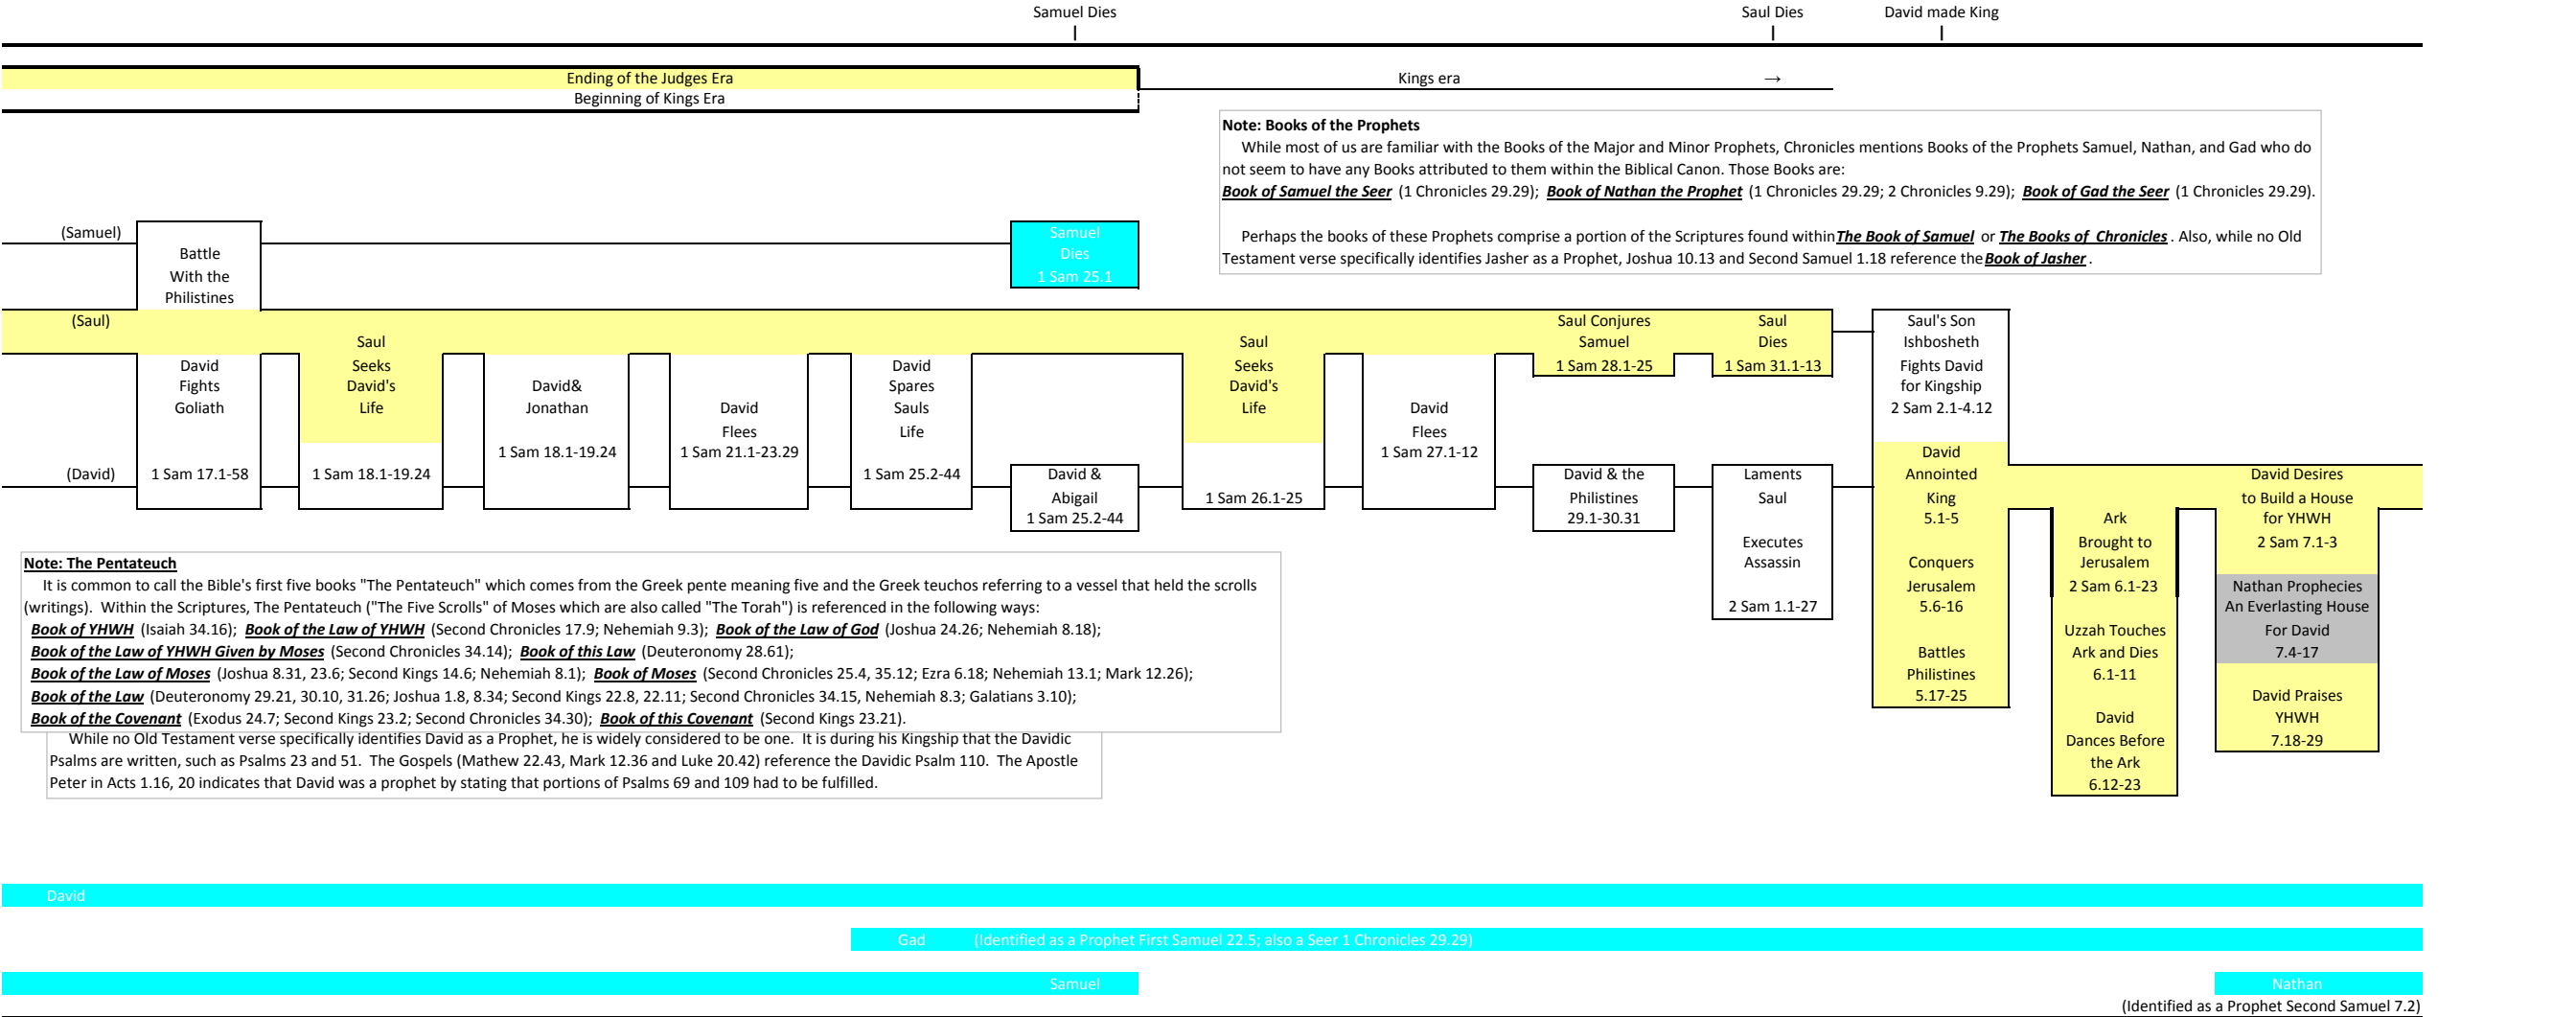 Samuel Dies
Saul Dies
David made King
Ending of the Judges Era
Beginning of Kings Era
Kings era →
Note: Books of the Prophets
While most of us are familiar with the Books of the Major and Minor Prophets, Chronicles mentions Books of the Prophets Samuel, Nathan, and Gad who do
not seem to have any Books attributed to them within the Biblical Canon. Those Books are:
Book of Samuel the Seer (1 Chronicles 29.29); Book of Nathan the Prophet (1 Chronicles 29.29; 2 Chronicles 9.29); Book of Gad the Seer (1 Chronicles 29.29).
Perhaps the books of these Prophets comprise a portion of the Scriptures found within The Book of Samuel or The Books of Chronicles. Also, while no Old
Testament verse specifically identifies Jasher as a Prophet, Joshua 10.13 and Second Samuel 1.18 reference the Book of Jasher.
(Samuel)
Battle
With the
Philistines
Samuel
Dies
1 Sam 25.1
(Saul)
(David)
David
Fights
Goliath
1 Sam 17.1-58
Saul
Seeks
David's
Life
1 Sam 18.1-19.24
David&
Jonathan
1 Sam 18.1-19.24
David
Flees
1 Sam 21.1-23.29
David
Spares
Sauls
Life
1 Sam 25.2-44
David &
Abigail
1 Sam 25.2-44
Saul
Seeks
David's
Life
1 Sam 26.1-25
David
Flees
1 Sam 27.1-12
Saul Conjures
Samuel
1 Sam 28.1-25
David & the
Philistines
29.1-30.31
Saul
Dies
1 Sam 31.1-13
Laments
Saul
Executes
Assassin
2 Sam 1.1-27
Saul's Son
Ishbosheth
Fights David
for Kingship
2 Sam 2.1-4.12
David
Annointed
King
5.1-5
Conquers
Jerusalem
5.6-16
Battles
Philistines
5.17-25
Ark
Brought to
Jerusalem
2 Sam 6.1-23
Uzzah Touches
Ark and Dies
6.1-11
David
Dances Before
the Ark
6.12-23
David Desires
to Build a House
for YHWH
2 Sam 7.1-3
Nathan Prophecies
An Everlasting House
For David
7.4-17
David Praises
YHWH
7.18-29
Note: The Pentateuch
It is common to call the Bible's first five books "The Pentateuch" which comes from the Greek pente meaning five and the Greek teuchos referring to a vessel that held the scrolls
(writings). Within the Scriptures, The Pentateuch ("The Five Scrolls" of Moses which are also called "The Torah") is referenced in the following ways:
Book of YHWH (Isaiah 34.16); Book of the Law of YHWH (Second Chronicles 17.9; Nehemiah 9.3); Book of the Law of God (Joshua 24.26; Nehemiah 8.18);
Book of the Law of YHWH Given by Moses (Second Chronicles 34.14); Book of this Law (Deuteronomy 28.61);
Book of the Law of Moses (Joshua 8.31, 23.6; Second Kings 14.6; Nehemiah 8.1); Book of Moses (Second Chronicles 25.4, 35.12; Ezra 6.18; Nehemiah 13.1; Mark 12.26);
Book of the Law (Deuteronomy 29.21, 30.10, 31.26; Joshua 1.8, 8.34; Second Kings 22.8, 22.11; Second Chronicles 34.15, Nehemiah 8.3; Galatians 3.10);
Book of the Covenant (Exodus 24.7; Second Kings 23.2; Second Chronicles 34.30); Book of this Covenant (Second Kings 23.21).
While no Old Testament verse specifically identifies David as a Prophet, he is widely considered to be one. It is during his Kingship that the Davidic
Psalms are written, such as Psalms 23 and 51. The Gospels (Mathew 22.43, Mark 12.36 and Luke 20.42) reference the Davidic Psalm 110. The Apostle
Peter in Acts 1.16, 20 indicates that David was a prophet by stating that portions of Psalms 69 and 109 had to be fulfilled.
David
Gad (Identified as a Prophet First Samuel 22.5; also a Seer 1 Chronicles 29.29)
Samuel
Nathan
(Identified as a Prophet Second Samuel 7.2)